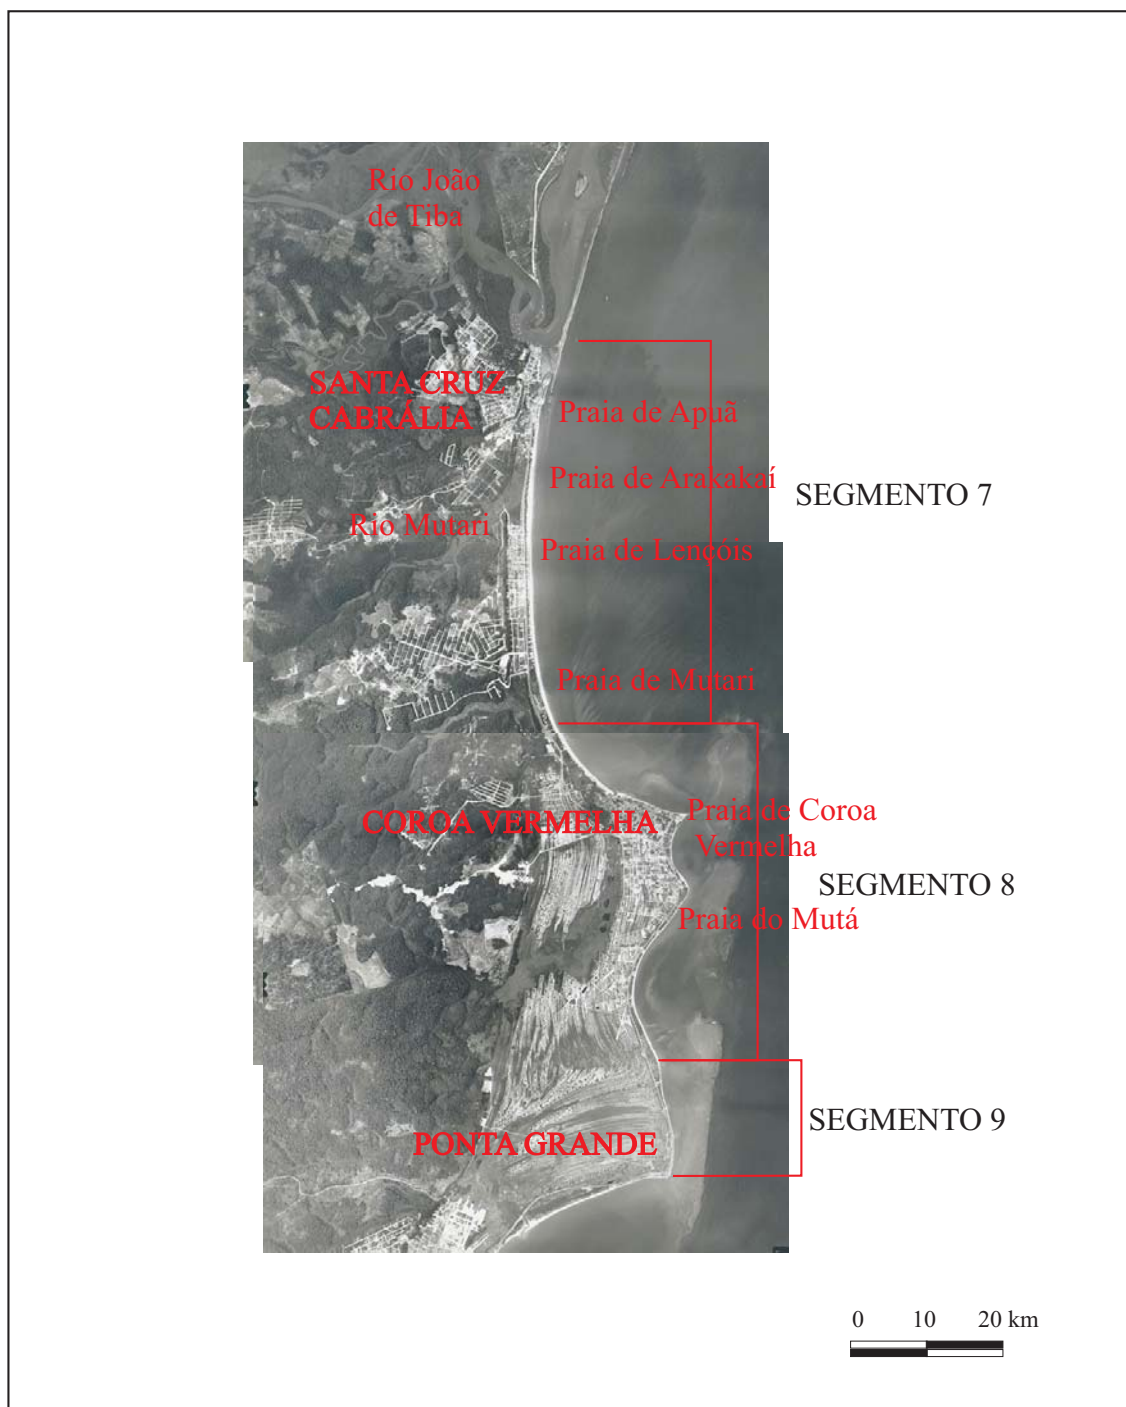 Rio João
de Tiba
SANTA CRUZ
CABRÁLIA
Praia de Apuã
Praia de Arakakaí
SEGMENTO 7
Rio Mutari
Praia de Lençóis
Praia de Mutari
COROA VERMELHA
Praia de Coroa
Vermelha
SEGMENTO 8
Praia do Mutá
SEGMENTO 9
PONTA GRANDE
0 10 20 km